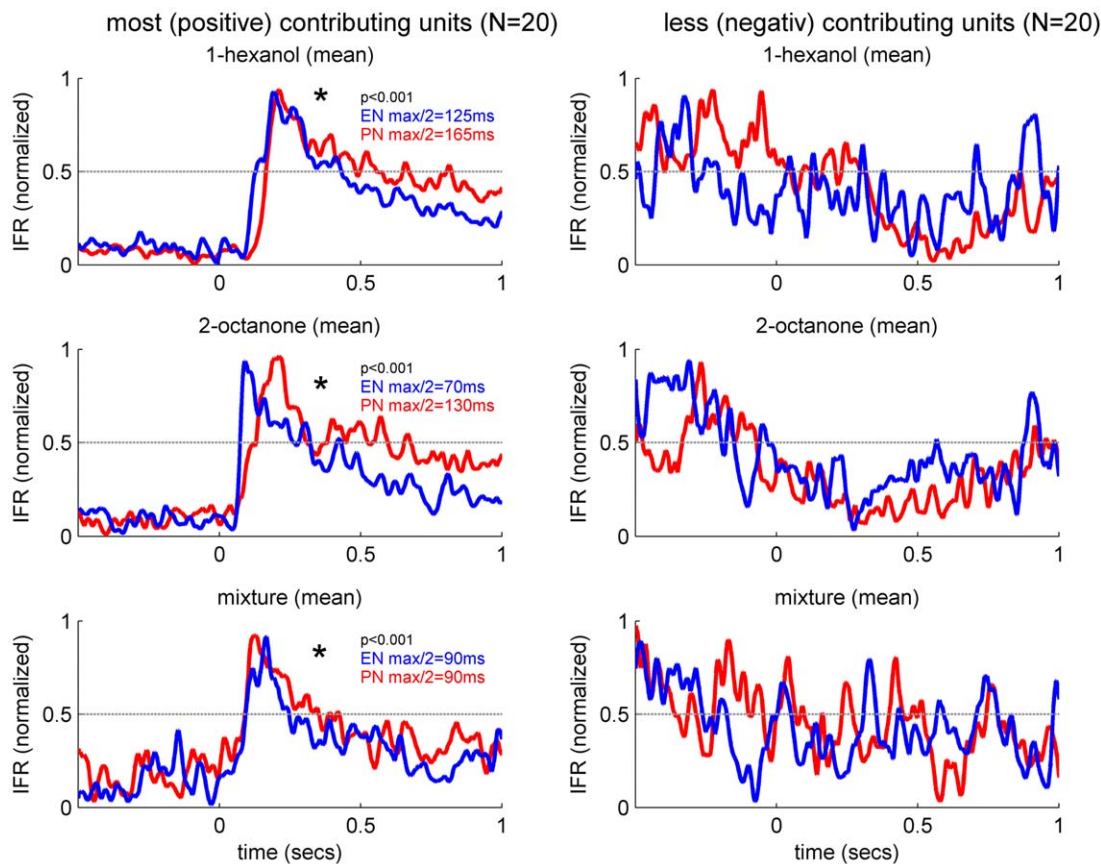 most (positive) contributing units (N=20)
less (negativ) contributing units (N=20)
1-hexanol (mean)
1-hexanol (mean)
IFR (normalized)
1
0.5
0
0
0.5
1
*
p<0.001
EN max/2=125ms
PN max/2=165ms
IFR (normalized)
1
0.5
0
0
0.5
1
2-octanone (mean)
2-octanone (mean)
IFR (normalized)
1
0.5
0
0
0.5
1
*
p<0.001
EN max/2=70ms
PN max/2=130ms
IFR (normalized)
1
0.5
0
0
0.5
1
mixture (mean)
mixture (mean)
IFR (normalized)
1
0.5
0
0
0.5
1
*
p<0.001
EN max/2=90ms
PN max/2=90ms
time (secs)
IFR (normalized)
1
0.5
0
0
0.5
1
time (secs)